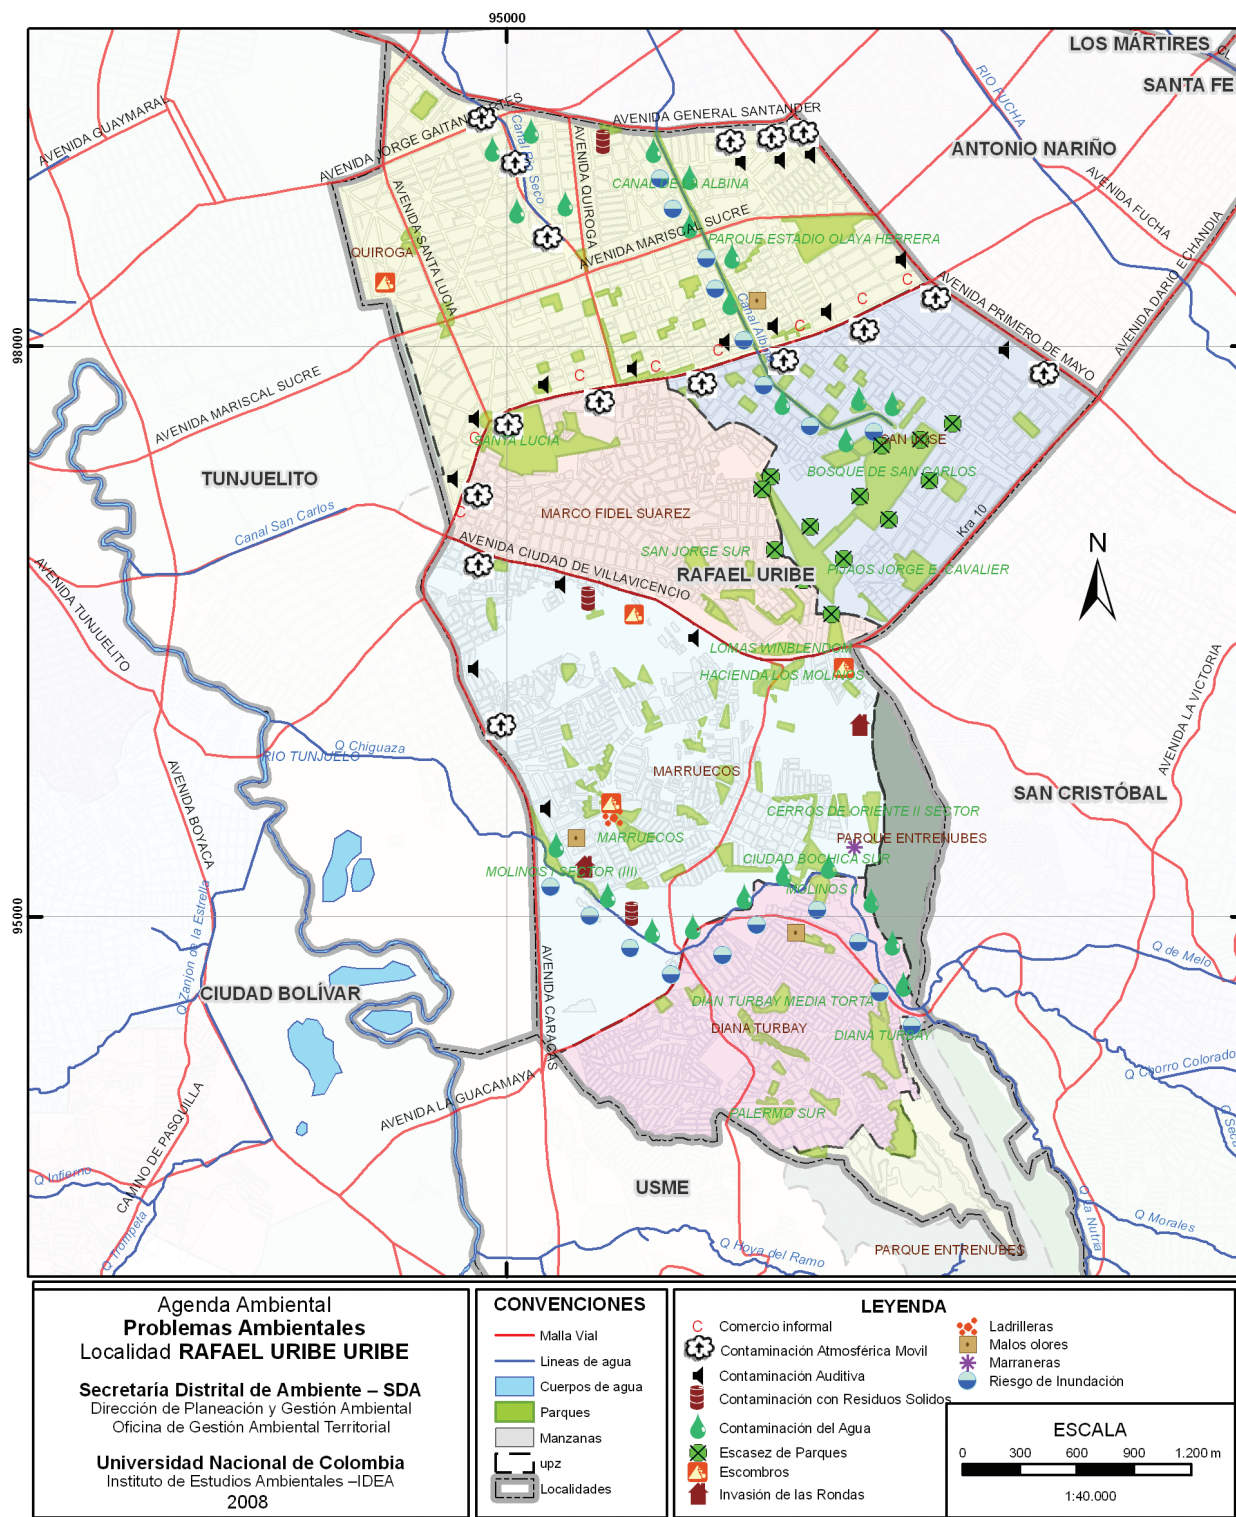 95000
LOS MÁRTIRES
CL
SANTA FE
RIO FUCHA
AVENIDA GUAYMARAL
AVENIDA JORGE GAITAN CORTES
AVENIDA GENERAL SANTANDER
Canal Rio Seco
AVENIDA QUIROGA
CANAL DE LA ALBINA
ANTONIO NARIÑO
AVENIDA FUCHA
AVENIDA SANTA LUCIA
AVENIDA MARISCAL SUCRE
PARQUE ESTADIO OLAYA HERRERA
QUIROGA
AVENIDA DARIO ECHANDIA
AVENIDA PRIMERO DE MAYO
Canal Albina
C
C
C
C
C
C
C
C
98000
AVENIDA MARISCAL SUCRE
SANTA LUCIA
SAN JOSE
BOSQUE DE SAN CARLOS
TUNJUELITO
Canal San Carlos
MARCO FIDEL SUAREZ
Kra 10
AVENIDA CIUDAD DE VILLAVICENCIO
SAN JORGE SUR
RAFAEL URIBE
PIJAOS JORGE E. CAVALIER
N
AVENIDA TUNJUELITO
LOMAS WINBLENDOM
HACIENDA LOS MOLINOS
AVENIDA LA VICTORIA
Q Chiguaza
RIO TUNJUELO
MARRUECOS
SAN CRISTÓBAL
CERROS DE ORIENTE II SECTOR
PARQUE ENTRENUBES
AVENIDA BOYACA
MARRUECOS
CIUDAD BOCHICA SUR
MOLINOS I SECTOR (III)
MOLINOS II
95000
Q Zanjon de la Estrella
AVENIDA CARACAS
Q de Melo
CIUDAD BOLÍVAR
DIAN TURBAY MEDIA TORTA
DIANA TURBAY
DIANA TURBAY
Q Chorro Colorado
AVENIDA LA GUACAMAYA
PALERMO SUR
Q Seca
CAMINO DE PASQUILLA
Q Infierno
USME
Q La Nutria
Q Morales
Q Trompeta
Q Hoya del Ramo
PARQUE ENTRENUBES
Agenda Ambiental
Problemas Ambientales
Localidad RAFAEL URIBE URIBE
Secretaría Distrital de Ambiente – SDA
Dirección de Planeación y Gestión Ambiental
Oficina de Gestión Ambiental Territorial
Universidad Nacional de Colombia
Instituto de Estudios Ambientales –IDEA
2008
CONVENCIONES
Malla Vial
Lineas de agua
Cuerpos de agua
Parques
Manzanas
upz
Localidades
LEYENDA
C Comercio informal
Contaminación Atmosférica Movil
Contaminación Auditiva
Contaminación con Residuos Solidos
Contaminación del Agua
Escasez de Parques
Escombros
Invasión de las Rondas
Ladrilleras
Malos olores
Marraneras
Riesgo de Inundación
ESCALA
0 300 600 900 1.200 m
1:40.000